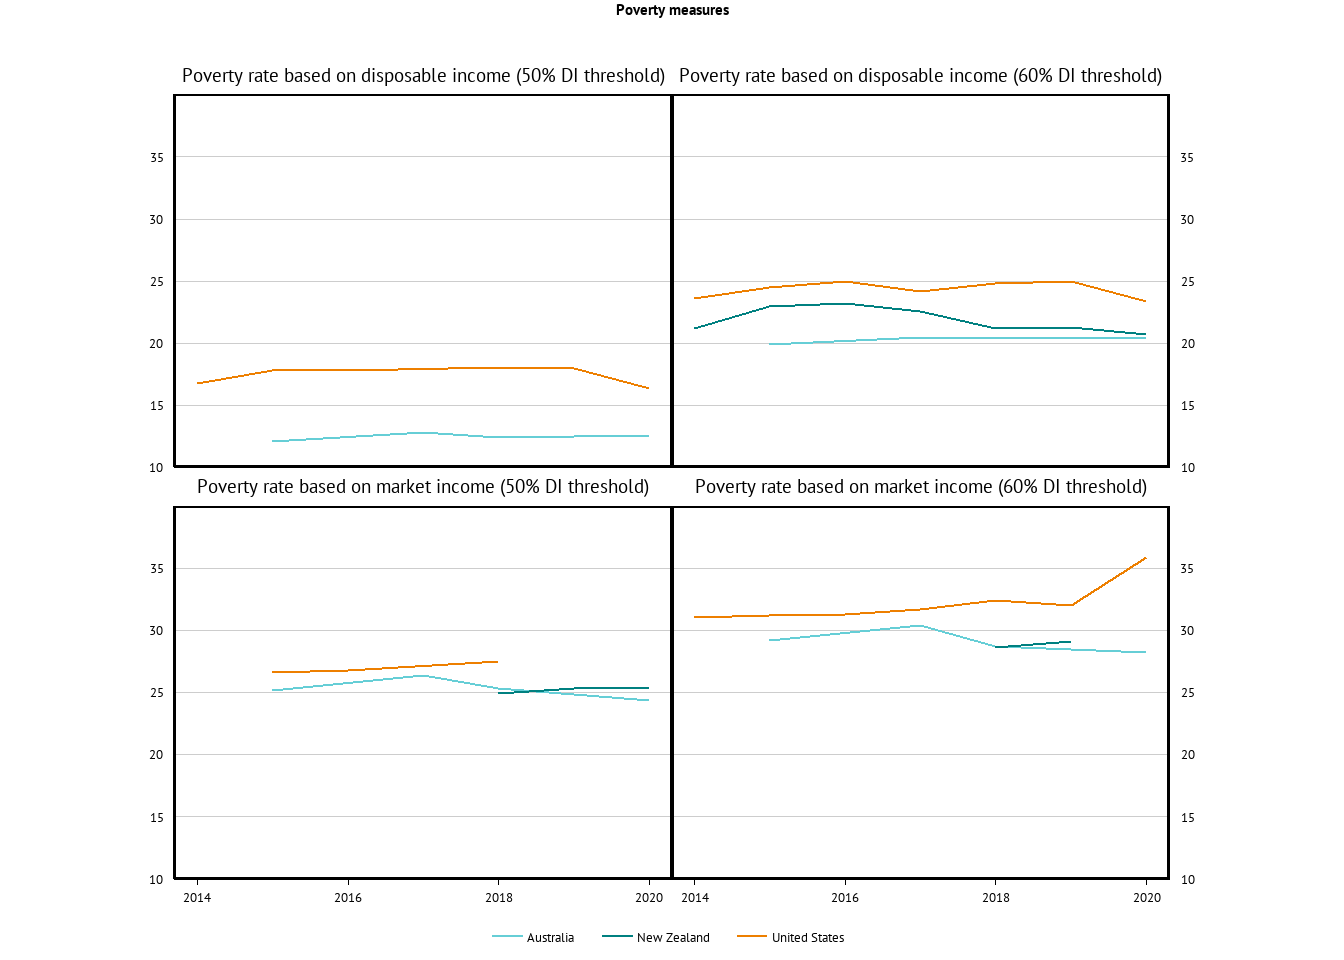 Poverty measures
Poverty rate based on disposable income (50% DI threshold) Poverty rate based on disposable income (60% DI threshold)
35 35
30 30
25 25
20 20
15 15
10 10
Poverty rate based on market income (50% DI threshold) Poverty rate based on market income (60% DI threshold)
35 35
30 30
25 25
20 20
15 15
10 10
2014 2016 2018 2020 2014 2016 2018 2020
Australia New Zealand United States